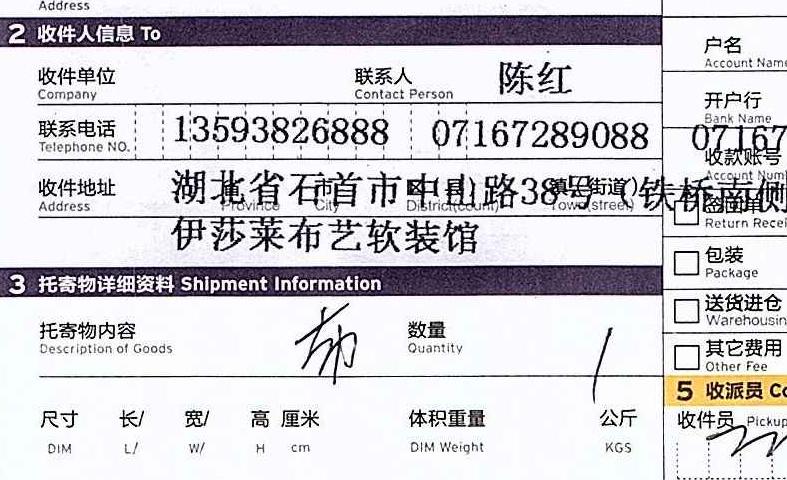 Address
2 收件人信息 To
户名
Account Name
收件单位
Company
联系人
Contact Person
陈红
开户行
Bank Name
联系电话
Telephone NO.
13593826888 07167289088 07167
收款账号
收件地址
Address
湖北省石首市中山路38号(铁桥南侧
省 市 区(县) 镇(街道)
Province City District(county) Town(street)
伊莎莱布艺软装馆
签回单
Return Recei
包装
Package
3 托寄物详细资料 Shipment Information
托寄物内容
Description of Goods
数量
Quantity
1
送货进仓
Warehousin
其它费用
Other Fee
5 收派员 Co
尺寸 长/ 宽/ 高 厘米 体积重量 公斤
DIM L/ W/ H cm DIM Weight KGS
收件员 Pickup